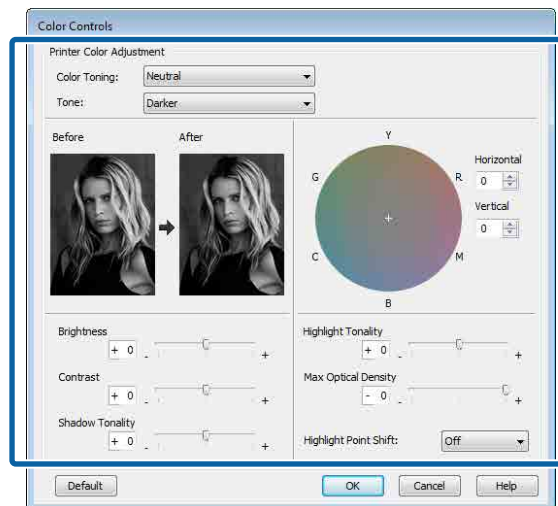 Color Controls
Printer Color Adjustment
Color Toning: Neutral
Tone: Darker
Before After
Y
G R
C M
B
Horizontal
0
Vertical
0
Brightness
+ 0 - +
Contrast
+ 0 - +
Shadow Tonality
+ 0 - +
Highlight Tonality
+ 0 - +
Max Optical Density
- 0 - +
Highlight Point Shift: Off
Default OK Cancel Help